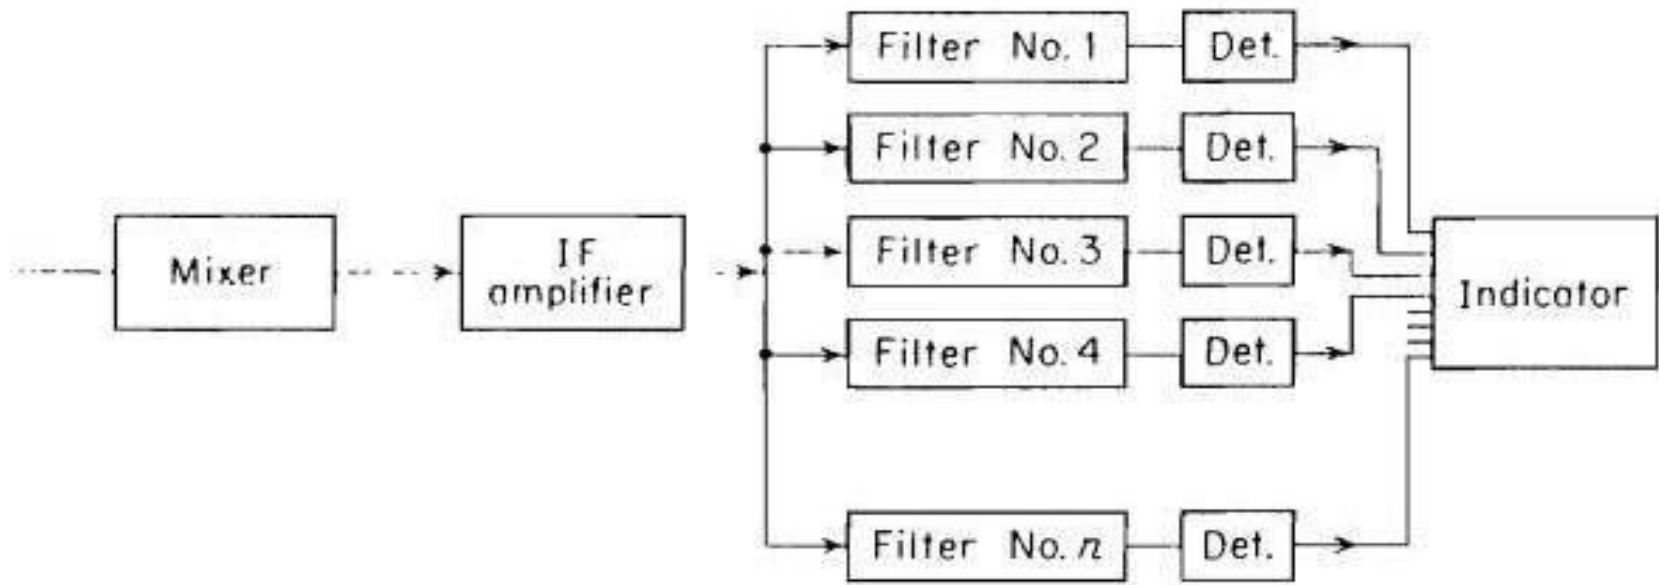 Filter No. 1
Det.
Filter No. 2
Det.
Mixer
IF
amplifier
Filter No. 3
Det.
Indicator
Filter No. 4
Det.
Filter No. n
Det.